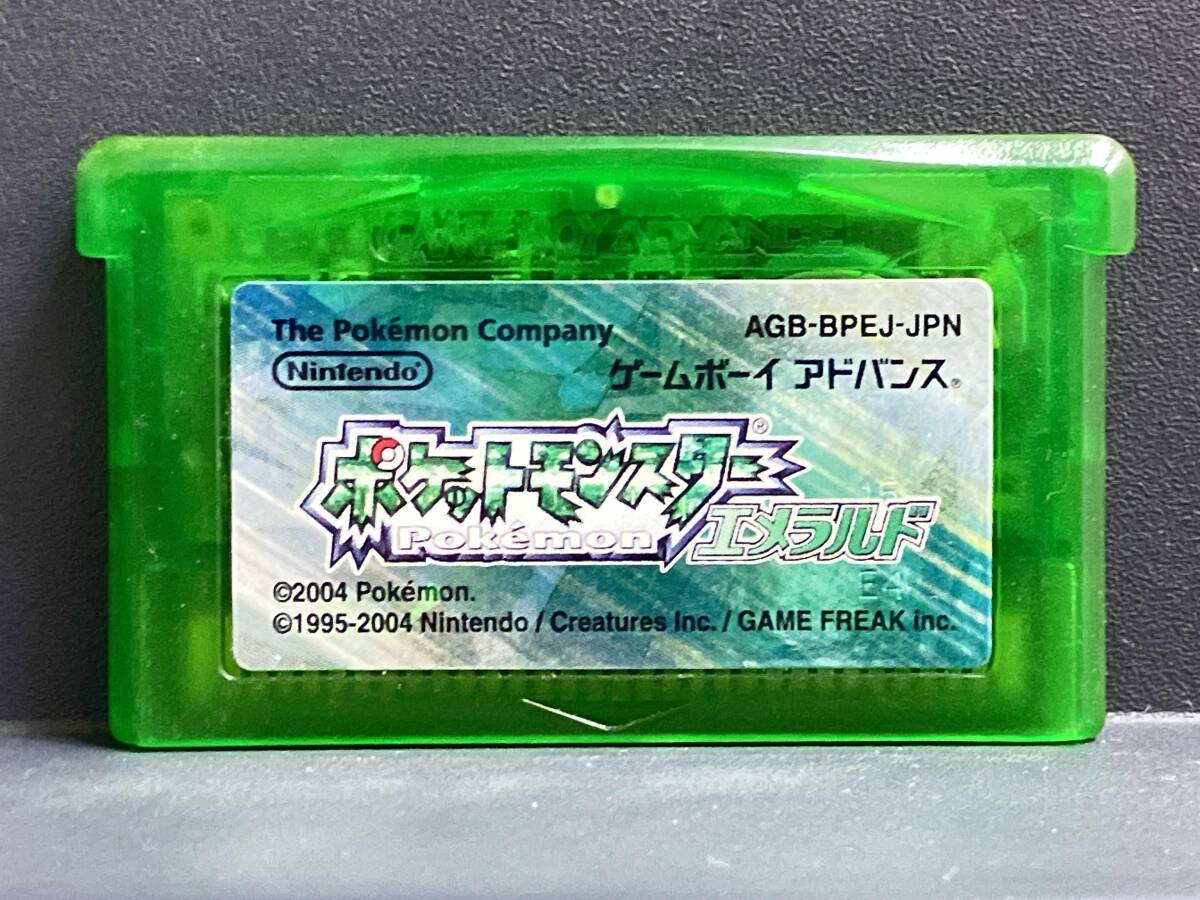 GAME BOY ADVANCE
The Pokémon Company
AGB-BPEJ-JPN
Nintendo®
ゲームボーイ アドバンス®
ポケットモンスター®
Pokémon
エメラルド
©2004 Pokémon.
©1995-2004 Nintendo / Creatures Inc. / GAME FREAK inc.